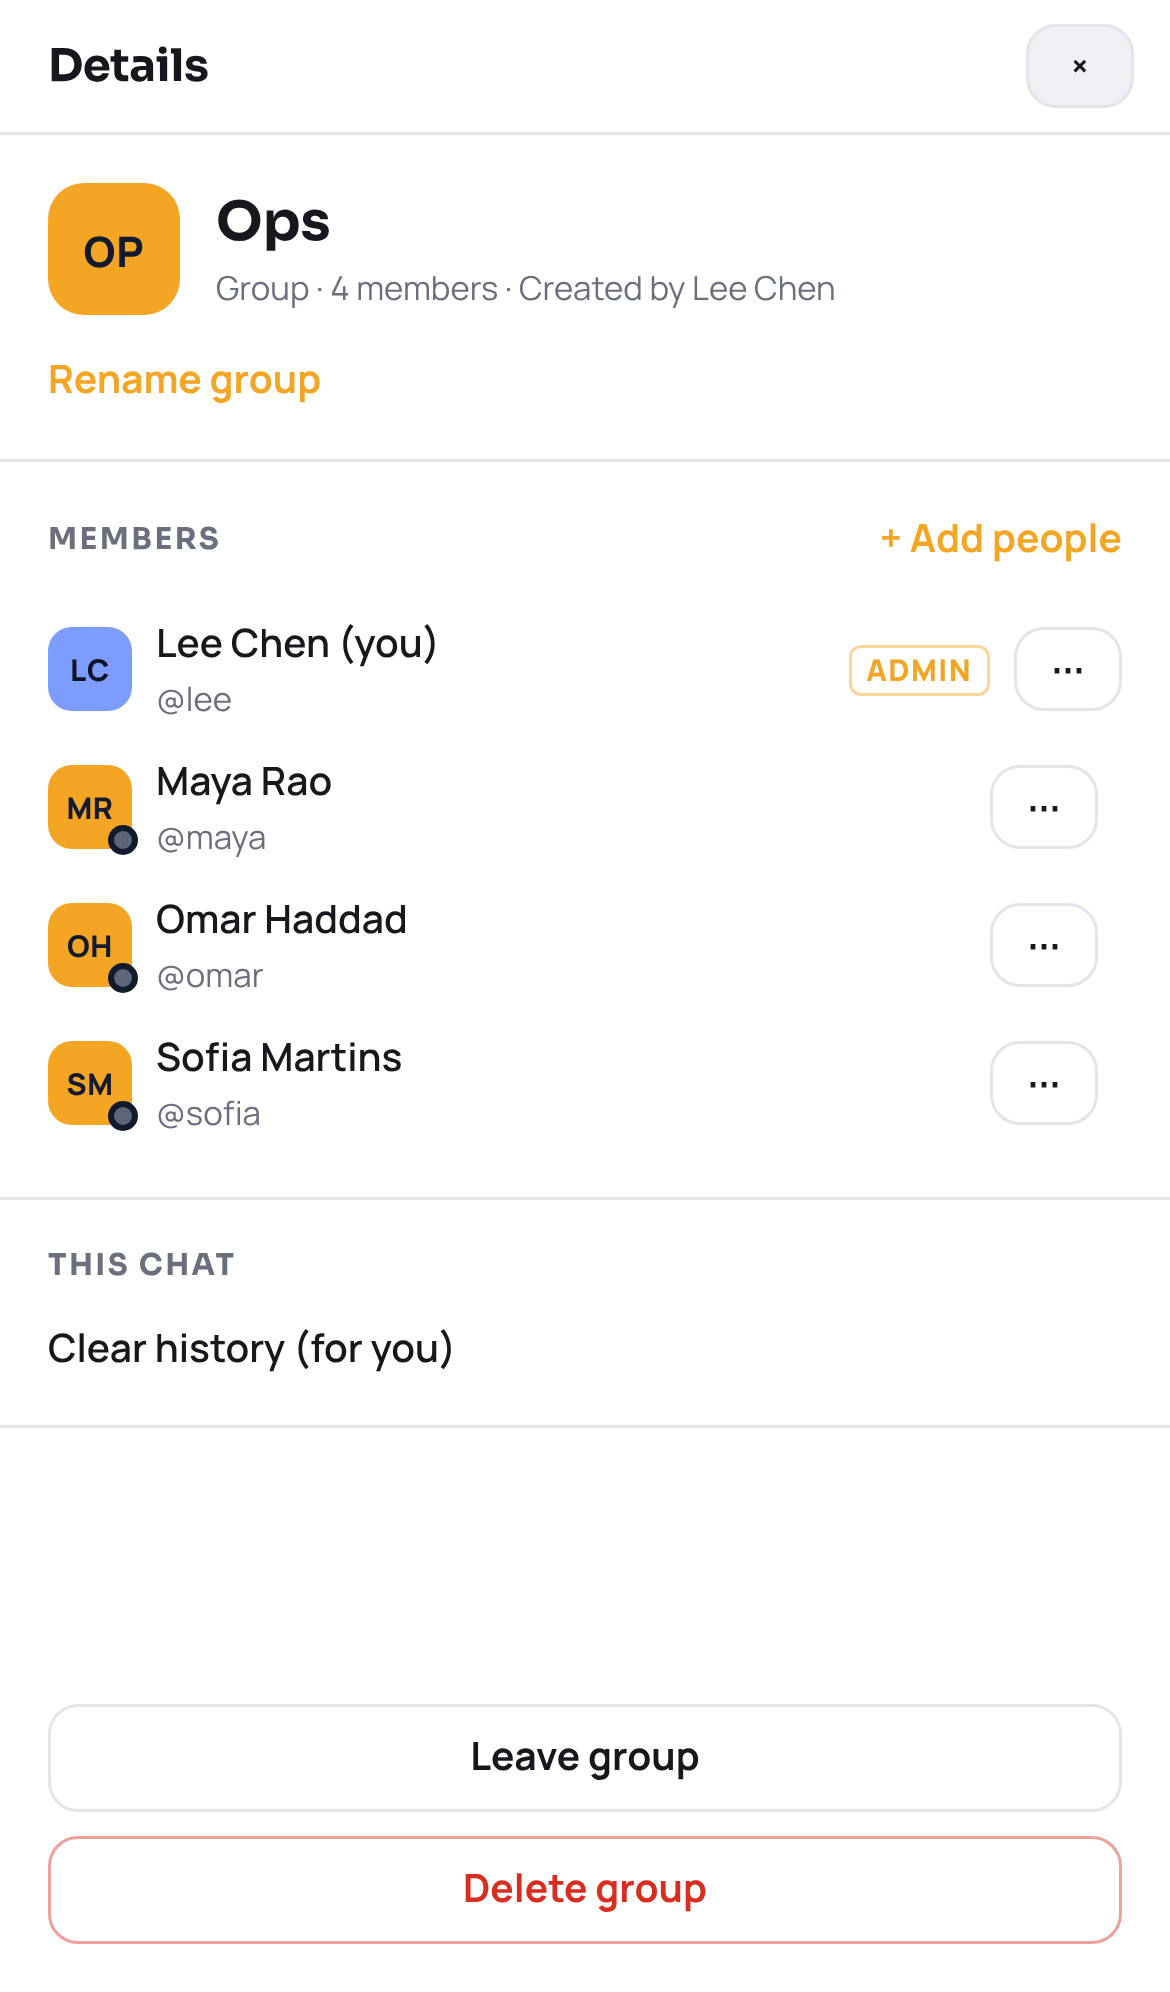 Details
×
OP
Ops
Group · 4 members · Created by Lee Chen
Rename group
MEMBERS
+ Add people
LC
Lee Chen (you)
@lee
ADMIN
···
MR
Maya Rao
@maya
···
OH
Omar Haddad
@omar
···
SM
Sofia Martins
@sofia
···
THIS CHAT
Clear history (for you)
Leave group
Delete group